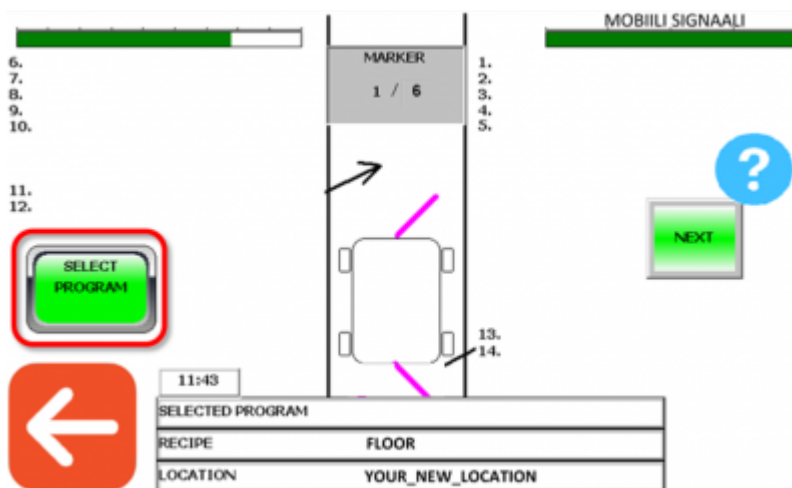 MOBIILI SIGNAALI
MARKER
1 / 6
6.
7.
8.
9.
10.
1.
2.
3.
4.
5.
?
11.
12.
NEXT
SELECT
PROGRAM
13.
14.
11:43
SELECTED PROGRAM
RECIPE FLOOR
LOCATION YOUR_NEW_LOCATION